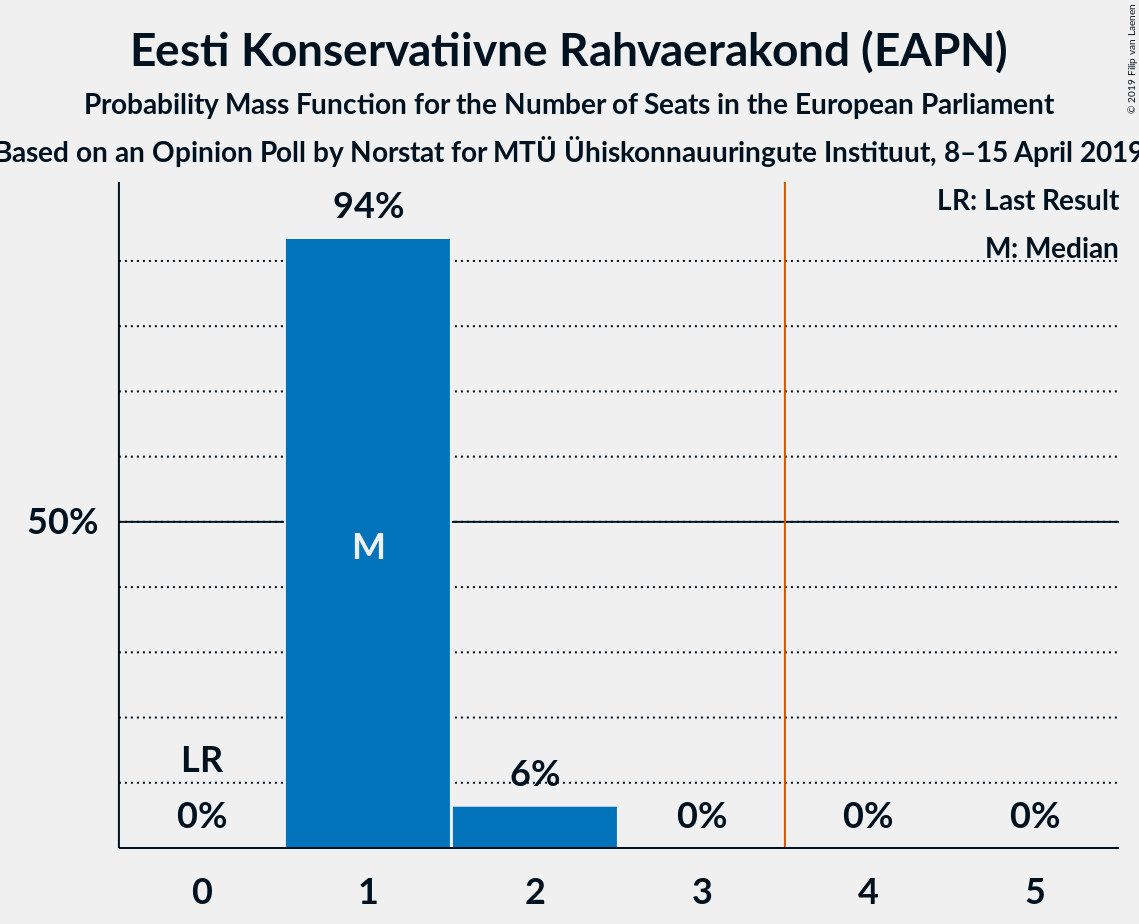 Eesti Konservatiivne Rahvaerakond (EAPN)
Probability Mass Function for the Number of Seats in the European Parliament
Based on an Opinion Poll by Norstat for MTÜ Ühiskonnauuringute Instituut, 8–15 April 2019
© 2019 Filip van Laenen
LR: Last Result
M: Median
94%
50%
M
LR
6%
0%
0%
0%
0%
0 1 2 3 4 5